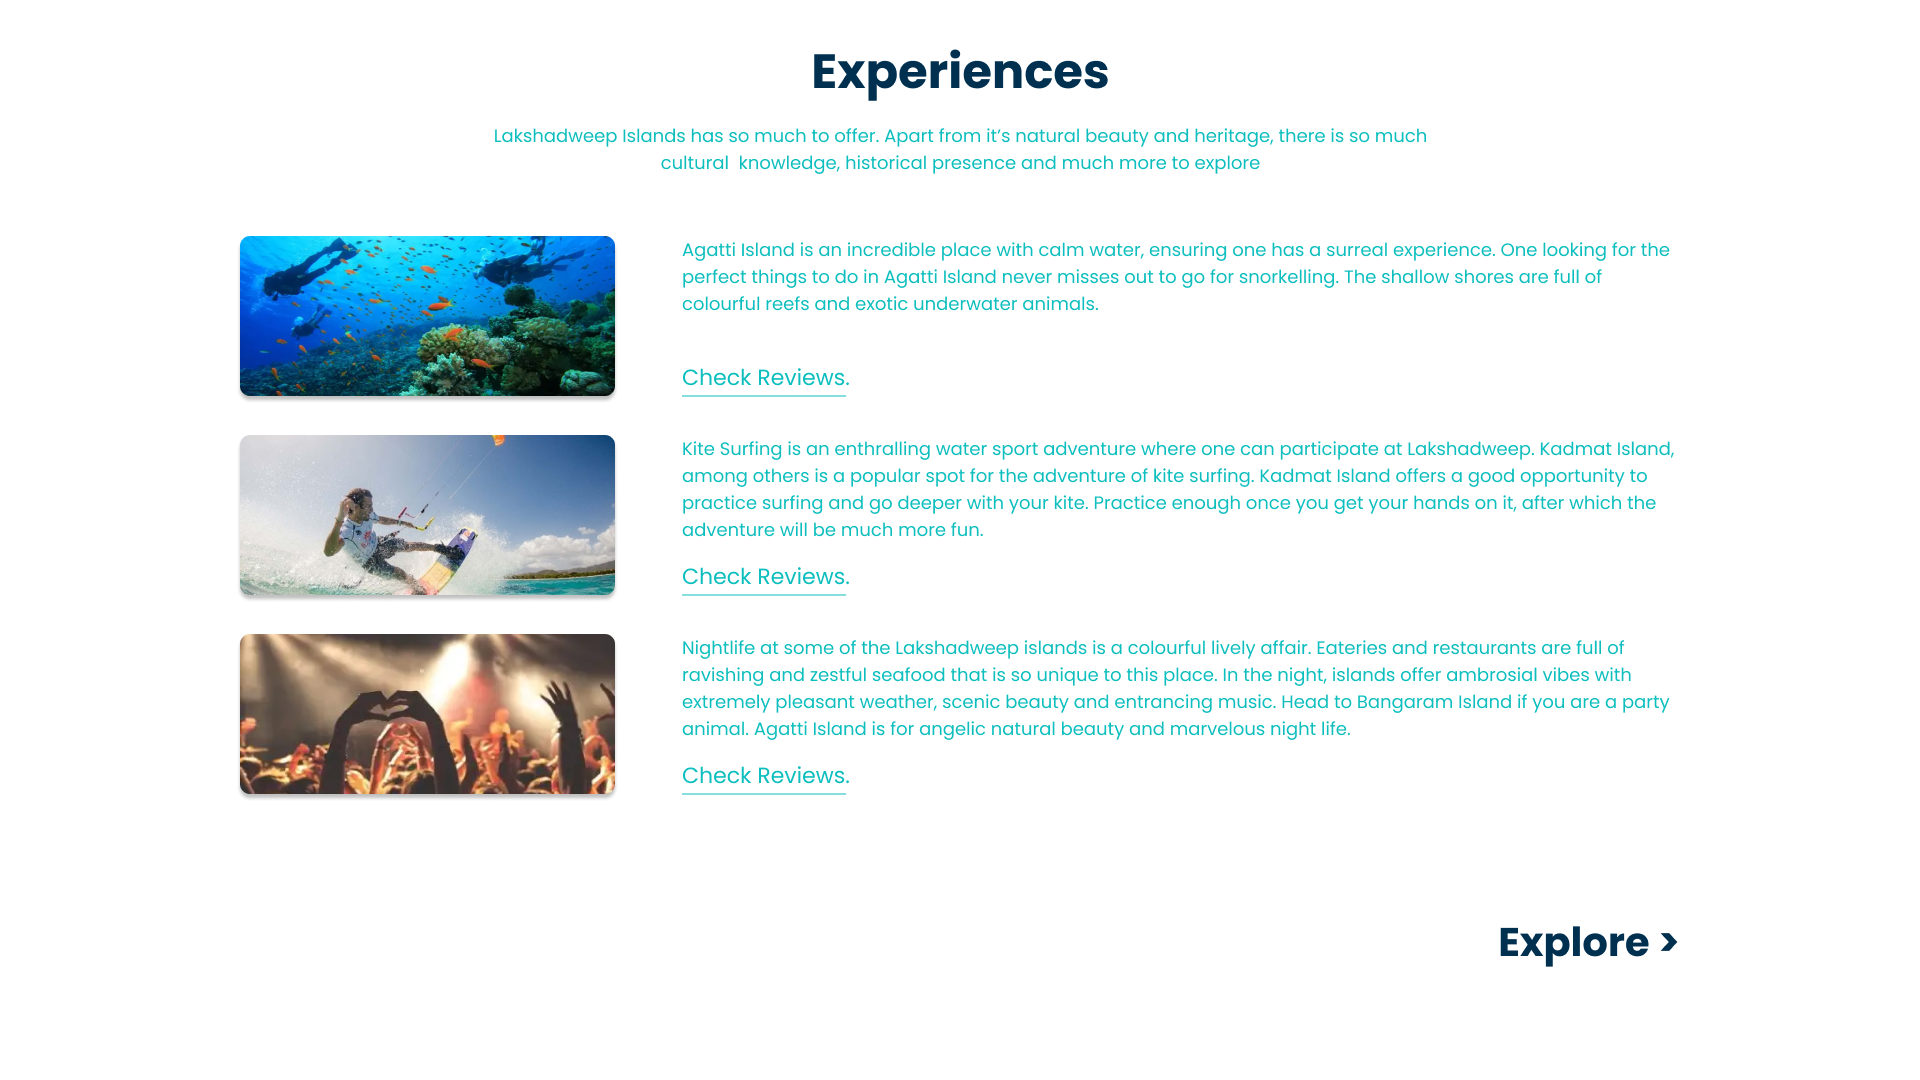 Experiences
Lakshadweep Islands has so much to offer. Apart from it’s natural beauty and heritage, there is so much
cultural  knowledge, historical presence and much more to explore
Agatti Island is an incredible place with calm water, ensuring one has a surreal experience. One looking for the
perfect things to do in Agatti Island never misses out to go for snorkelling. The shallow shores are full of
colourful reefs and exotic underwater animals.
Check Reviews.
Kite Surfing is an enthralling water sport adventure where one can participate at Lakshadweep. Kadmat Island,
among others is a popular spot for the adventure of kite surfing. Kadmat Island offers a good opportunity to
practice surfing and go deeper with your kite. Practice enough once you get your hands on it, after which the
adventure will be much more fun.
Check Reviews.
Nightlife at some of the Lakshadweep islands is a colourful lively affair. Eateries and restaurants are full of
ravishing and zestful seafood that is so unique to this place. In the night, islands offer ambrosial vibes with
extremely pleasant weather, scenic beauty and entrancing music. Head to Bangaram Island if you are a party
animal. Agatti Island is for angelic natural beauty and marvelous night life.
Check Reviews.
Explore >